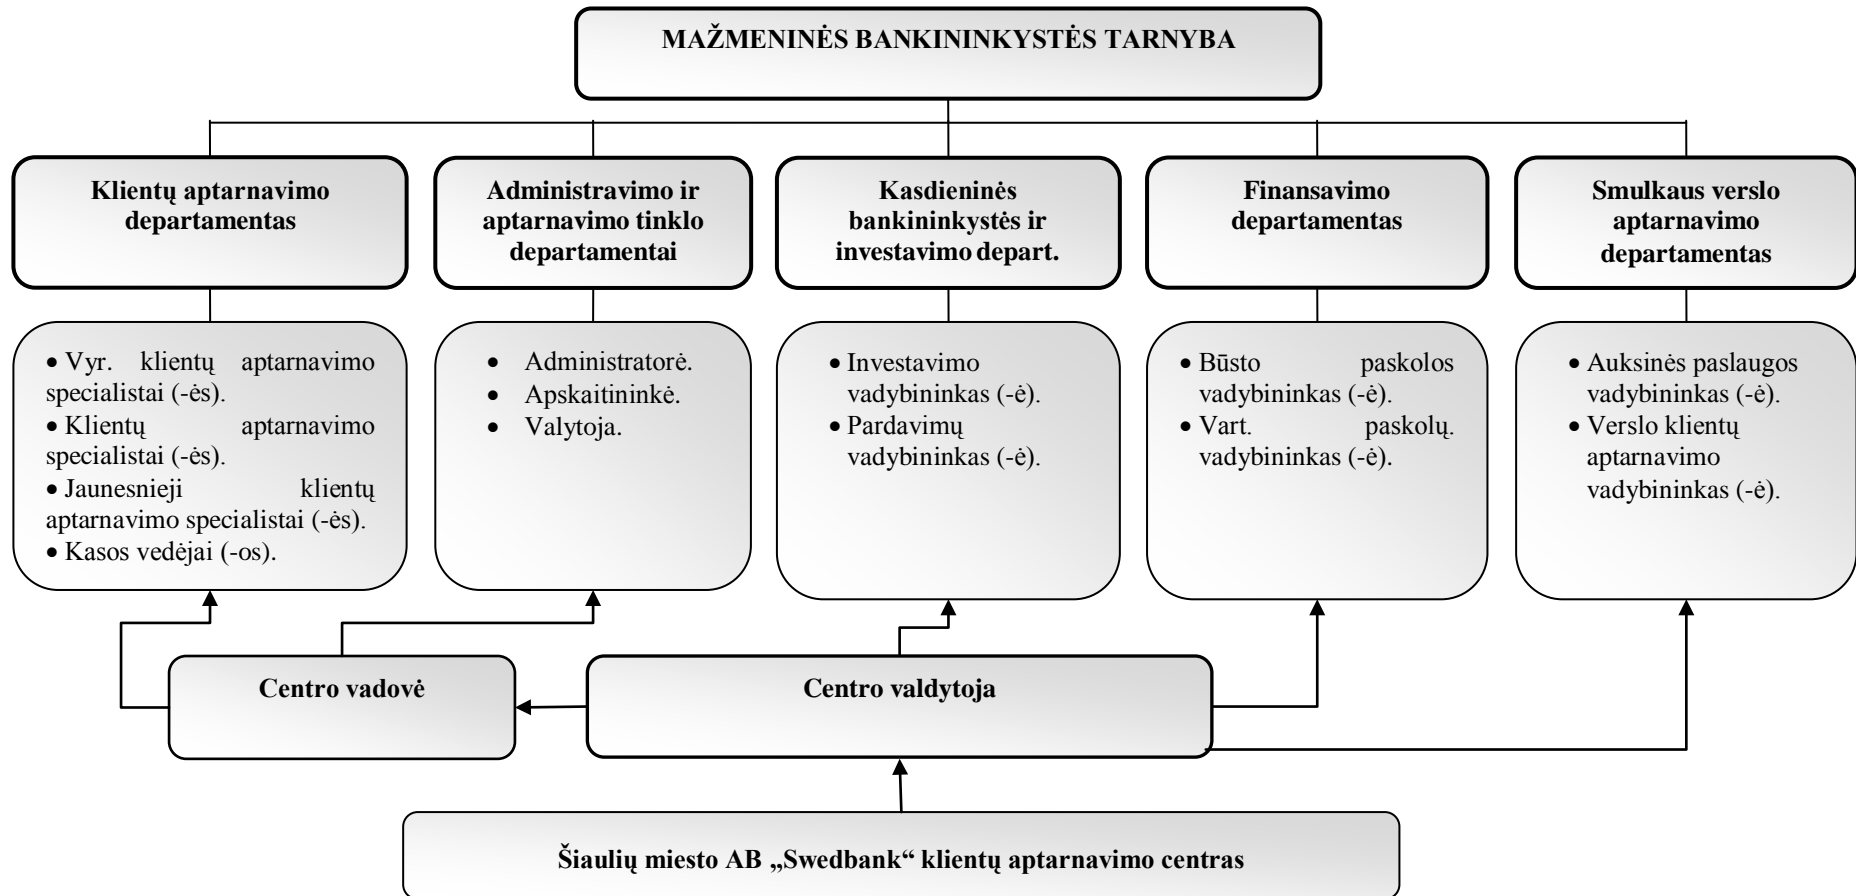 MAŽMENINĖS BANKININKYSTĖS TARNYBA
Klientų aptarnavimo
departamentas
Administravimo ir
aptarnavimo tinklo
departamentai
Kasdieninės
bankininkystės ir
investavimo depart.
Finansavimo
departamentas
Smulkaus verslo
aptarnavimo
departamentas
• Vyr. klientų aptarnavimo
specialistai (-ės).
• Klientų aptarnavimo
specialistai (-ės).
• Jaunesnieji klientų
aptarnavimo specialistai (-ės).
• Kasos vedėjai (-os).
• Administratorė.
• Apskaitininkė.
• Valytoja.
• Investavimo
vadybininkas (-ė).
• Pardavimų
vadybininkas (-ė).
• Būsto paskolos
vadybininkas (-ė).
• Vart. paskolų.
vadybininkas (-ė).
• Auksinės paslaugos
vadybininkas (-ė).
• Verslo klientų
aptarnavimo
vadybininkas (-ė).
Centro vadovė
Centro valdytoja
Šiaulių miesto AB „Swedbank“ klientų aptarnavimo centras